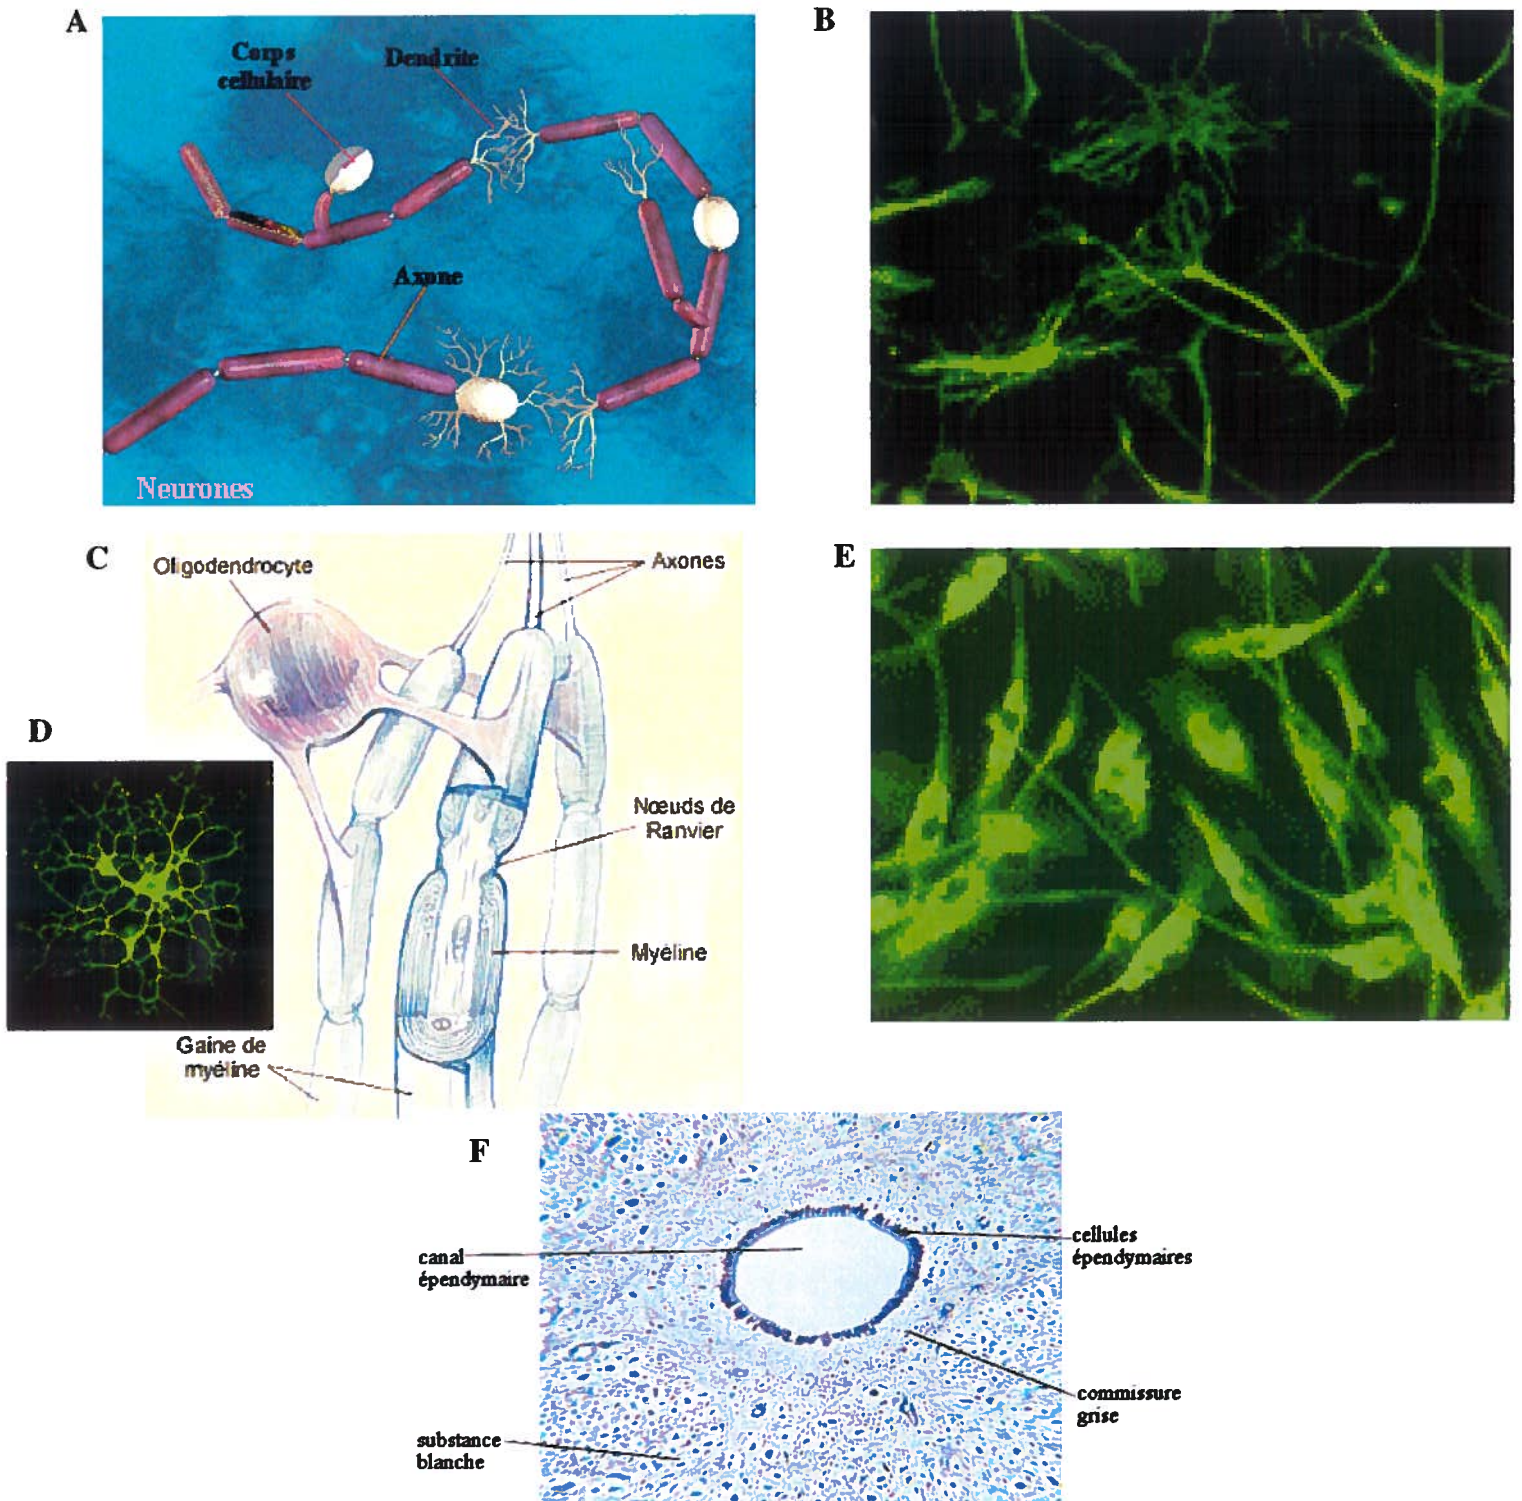 A
Corps
cellulaire
Dendrite
Axone
Neurones
B
C
Oligodendrocyte
Axones
Nœuds de
Ranvier
Myéline
Gaine de
myéline
D
E
F
canal
épendymaire
cellules
épendymaires
commissure
grise
substance
blanche